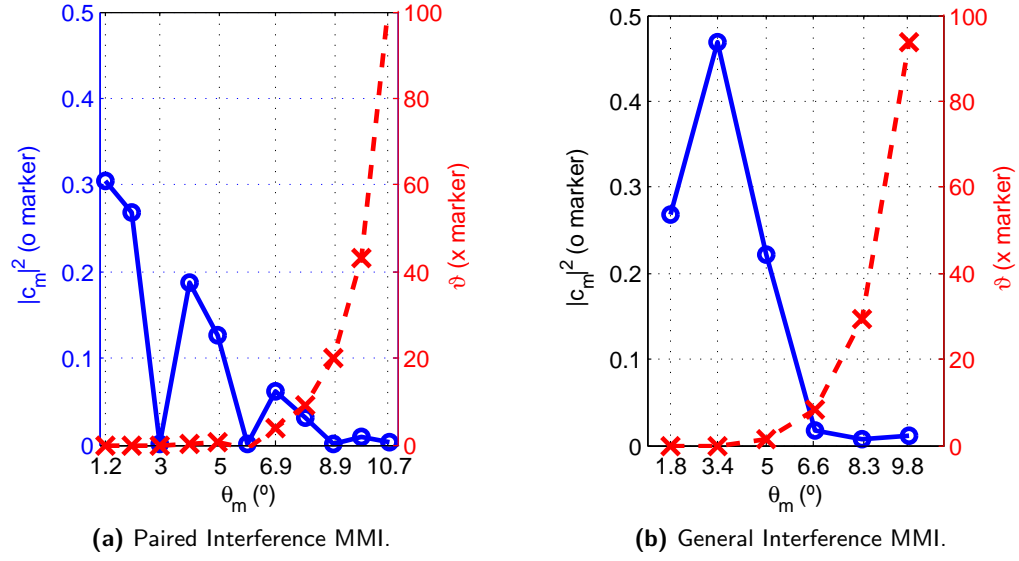 0.5
0.4
0.3
0.2
0.1
0
|c_m|^2 (o marker)
100
80
60
40
20
0
ϑ (x marker)
1.2 3 5 6.9 8.9 10.7
θ_m (º)
(a) Paired Interference MMI.
0.5
0.4
0.3
0.2
0.1
0
|c_m|^2 (o marker)
100
80
60
40
20
0
ϑ (x marker)
1.8 3.4 5 6.6 8.3 9.8
θ_m (º)
(b) General Interference MMI.